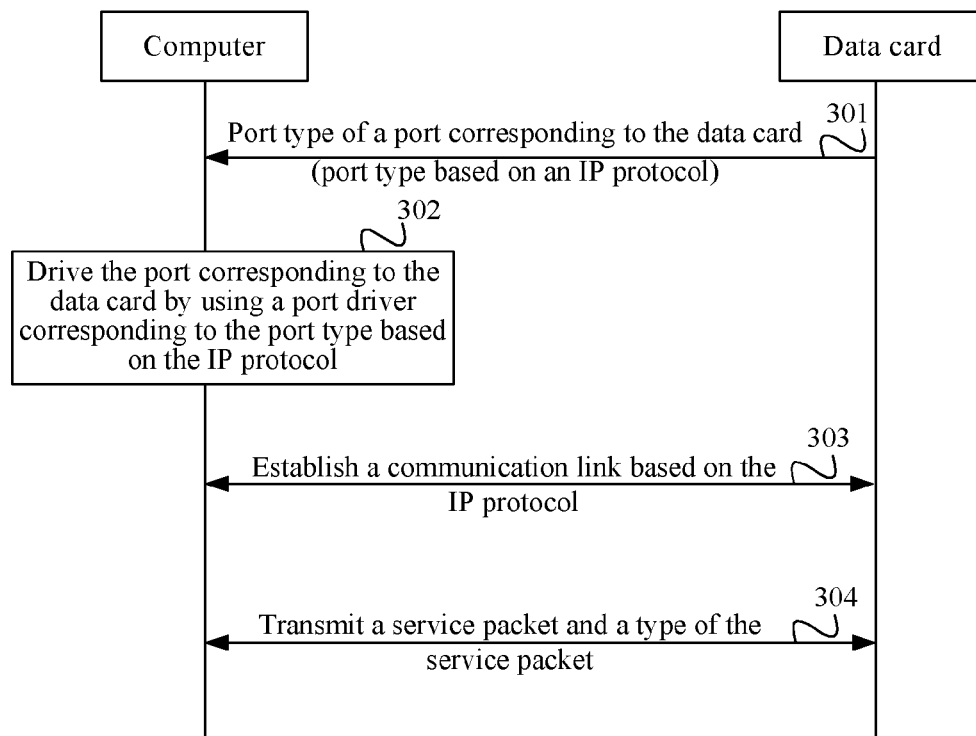 Computer
Data card
301
Port type of a port corresponding to the data card
(port type based on an IP protocol)
302
Drive the port corresponding to the
data card by using a port driver
corresponding to the port type based
on the IP protocol
303
Establish a communication link based on the
IP protocol
304
Transmit a service packet and a type of the
service packet